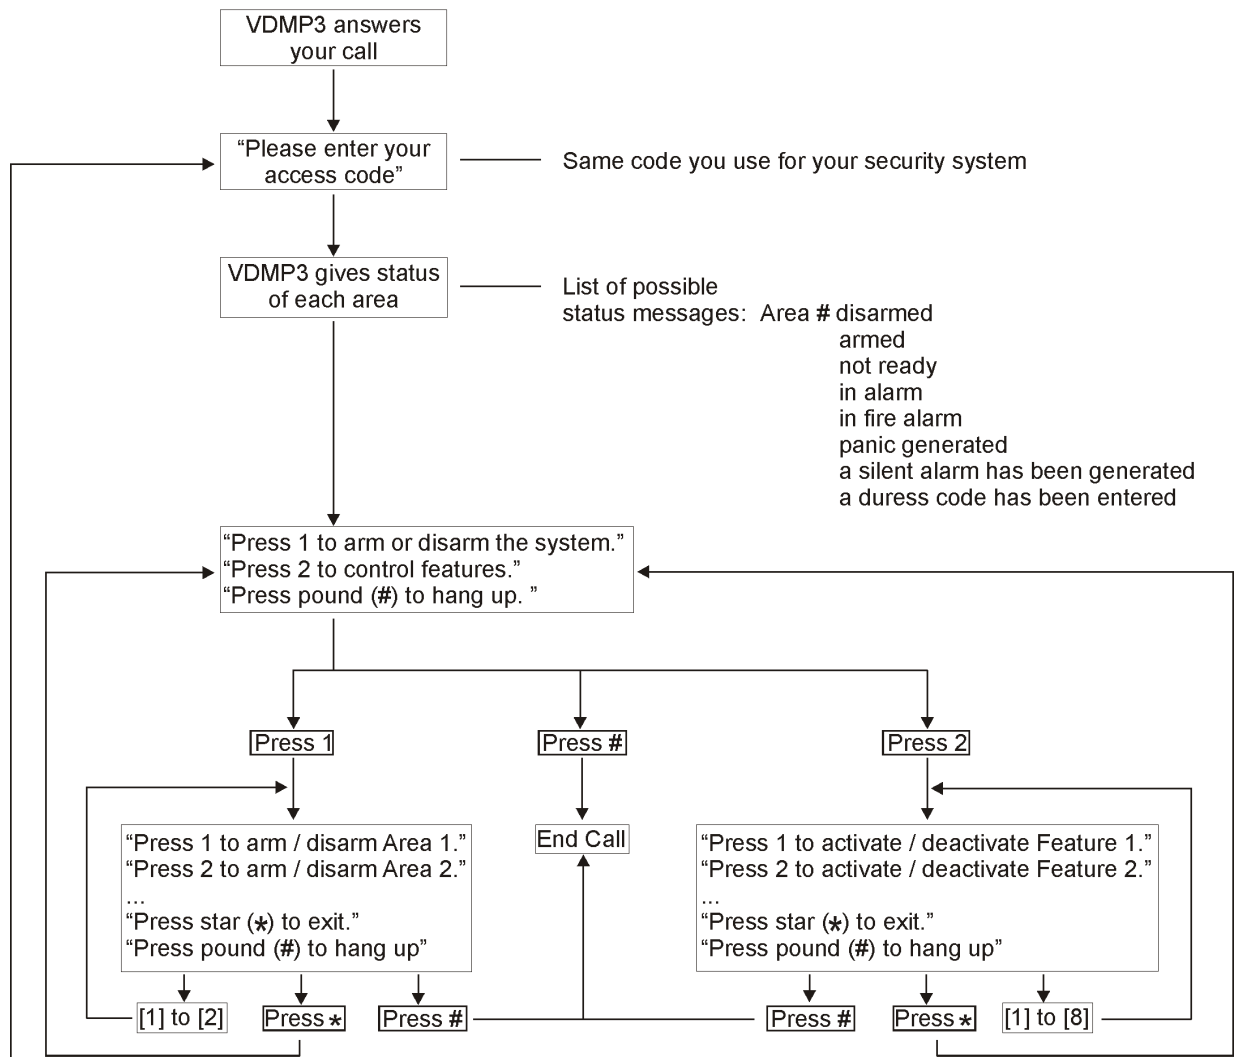 VDMP3 answers
your call
“Please enter your
access code”
Same code you use for your security system
VDMP3 gives status
of each area
List of possible
status messages: Area # disarmed
armed
not ready
in alarm
in fire alarm
panic generated
a silent alarm has been generated
a duress code has been entered
“Press 1 to arm or disarm the system.”
“Press 2 to control features.”
“Press pound (#) to hang up. ”
Press 1
Press #
Press 2
“Press 1 to arm / disarm Area 1.”
“Press 2 to arm / disarm Area 2.”
...
“Press star (*) to exit.”
“Press pound (#) to hang up”
End Call
“Press 1 to activate / deactivate Feature 1.”
“Press 2 to activate / deactivate Feature 2.”
...
“Press star (*) to exit.”
“Press pound (#) to hang up”
[1] to [2]
Press *
Press #
Press #
Press *
[1] to [8]